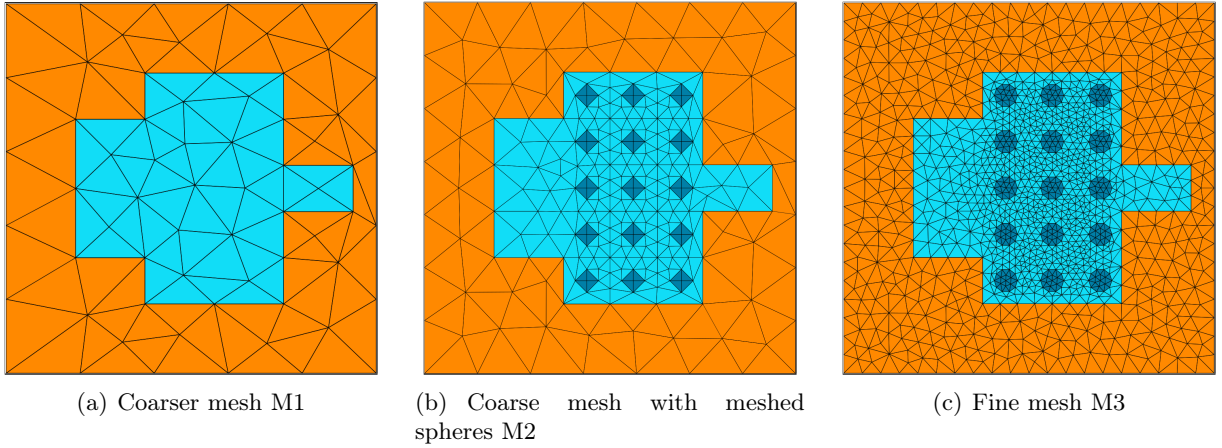 (a) Coarser mesh M1
(b) Coarse mesh with meshed
spheres M2
(c) Fine mesh M3